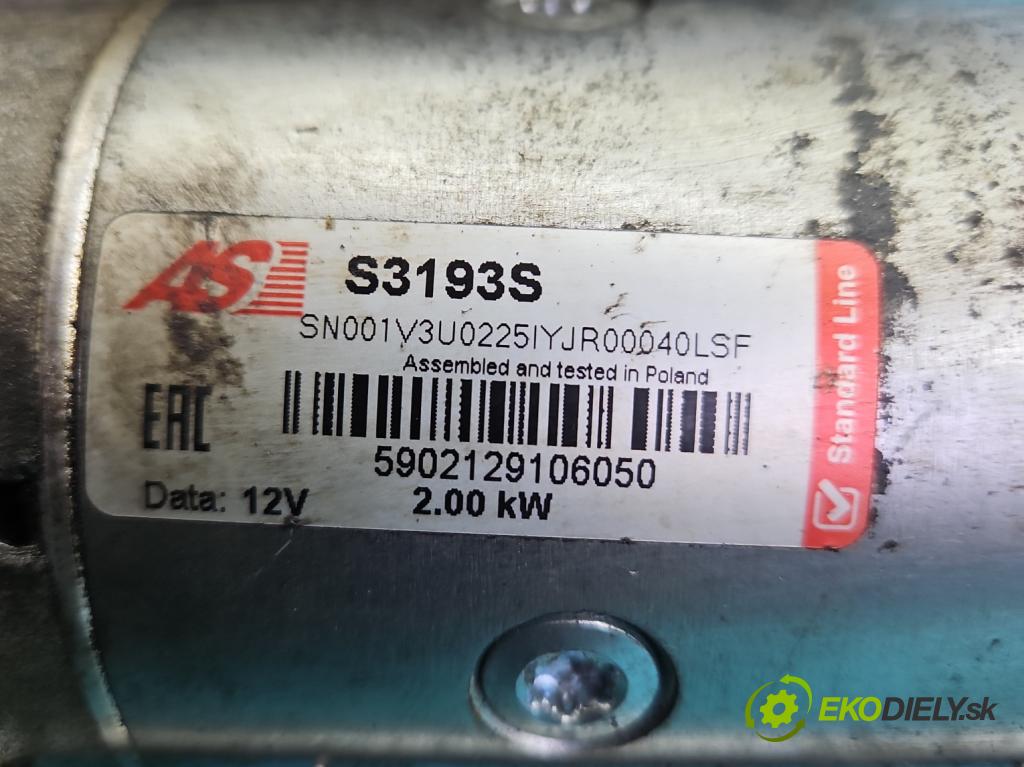 AS
S3193S
SN001V3U0225IYJR00040LSF
Assembled and tested in Poland
EAC
5902129106050
Data: 12V 2.00 kW
Standard Line
EKODIELY.sk